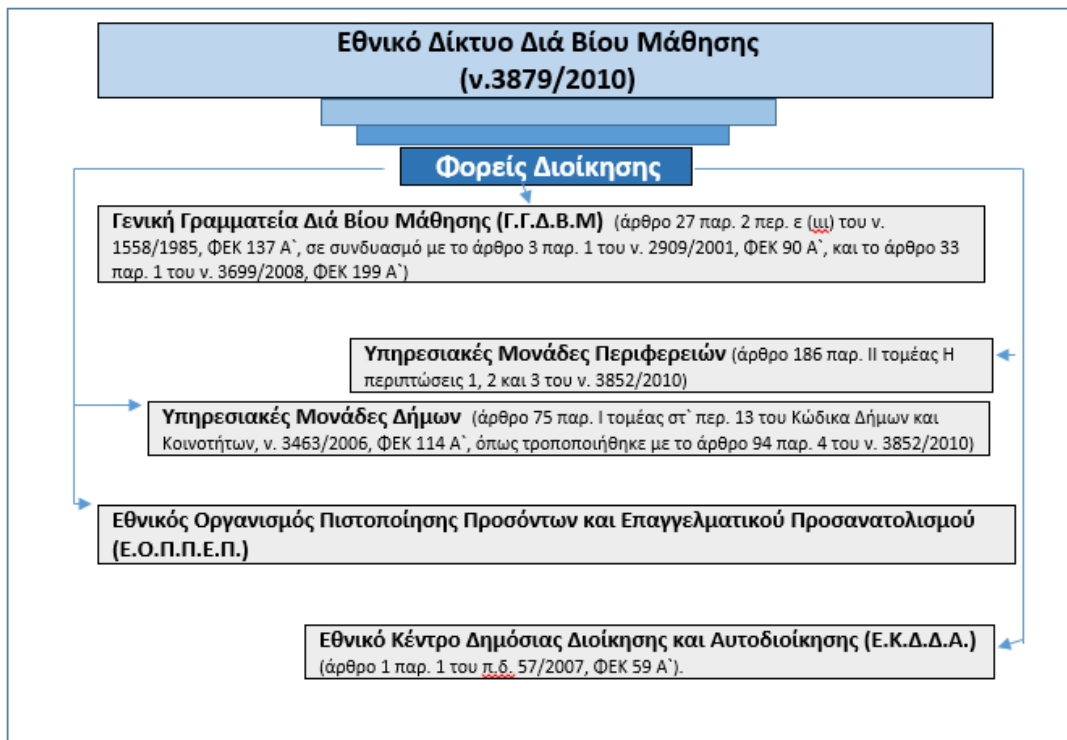 Εθνικό Δίκτυο Διά Βίου Μάθησης
(ν.3879/2010)
Φορείς Διοίκησης
Γενική Γραμματεία Διά Βίου Μάθησης (Γ.Γ.Δ.Β.Μ) (άρθρο 27 παρ. 2 περ. ε (ιιι) του ν.
1558/1985, ΦΕΚ 137 Α`, σε συνδυασμό με το άρθρο 3 παρ. 1 του ν. 2909/2001, ΦΕΚ 90 Α`, και το άρθρο 33
παρ. 1 του ν. 3699/2008, ΦΕΚ 199 Α`)
Υπηρεσιακές Μονάδες Περιφερειών (άρθρο 186 παρ. ΙΙ τομέας Η
περιπτώσεις 1, 2 και 3 του ν. 3852/2010)
Υπηρεσιακές Μονάδες Δήμων (άρθρο 75 παρ. Ι τομέας στ` περ. 13 του Κώδικα Δήμων και
Κοινοτήτων, ν. 3463/2006, ΦΕΚ 114 Α`, όπως τροποποιήθηκε με το άρθρο 94 παρ. 4 του ν. 3852/2010)
Εθνικός Οργανισμός Πιστοποίησης Προσόντων και Επαγγελματικού Προσανατολισμού
(Ε.Ο.Π.Π.Ε.Π.)
Εθνικό Κέντρο Δημόσιας Διοίκησης και Αυτοδιοίκησης (Ε.Κ.Δ.Δ.Α.)
(άρθρο 1 παρ. 1 του π.δ. 57/2007, ΦΕΚ 59 Α`).